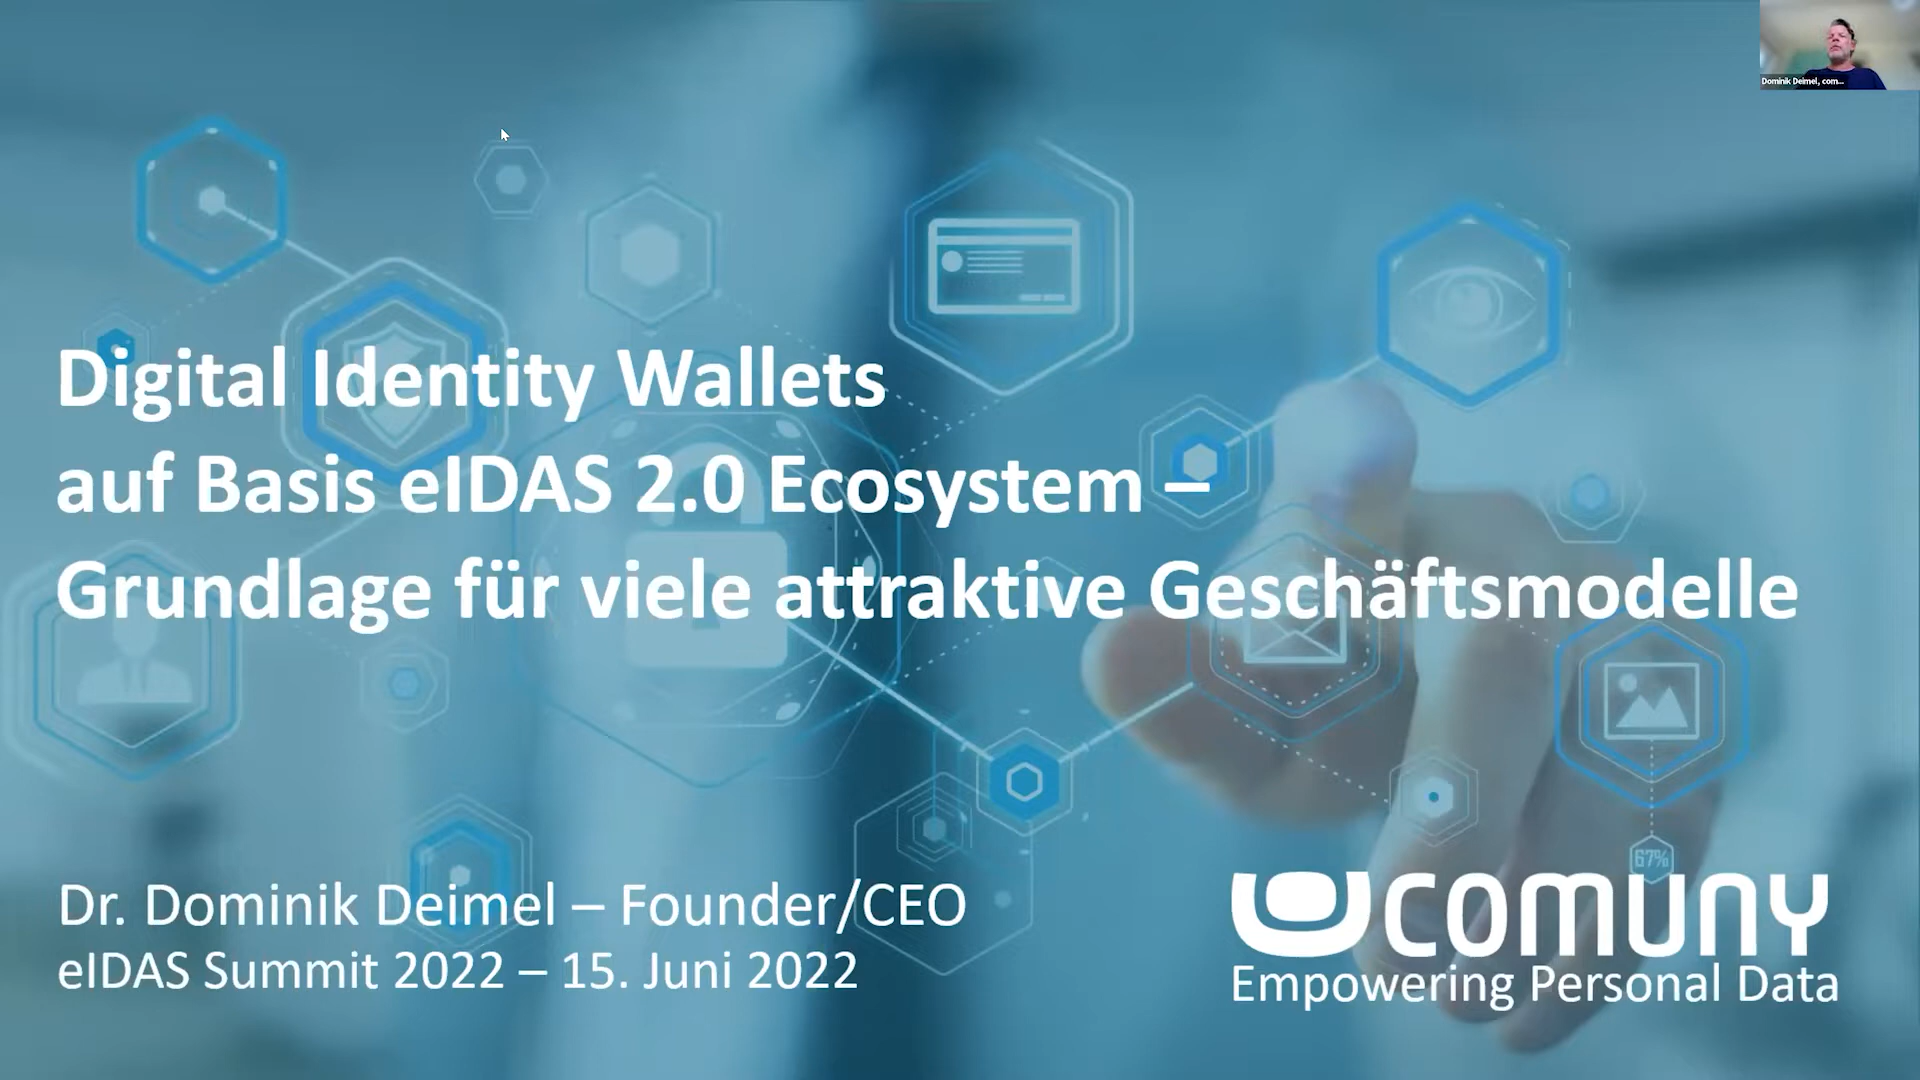 Dominik Deimel, com...
Digital Identity Wallets
auf Basis eIDAS 2.0 Ecosystem –
Grundlage für viele attraktive Geschäftsmodelle
67%
Dr. Dominik Deimel – Founder/CEO
eIDAS Summit 2022 – 15. Juni 2022
COMUNY
Empowering Personal Data